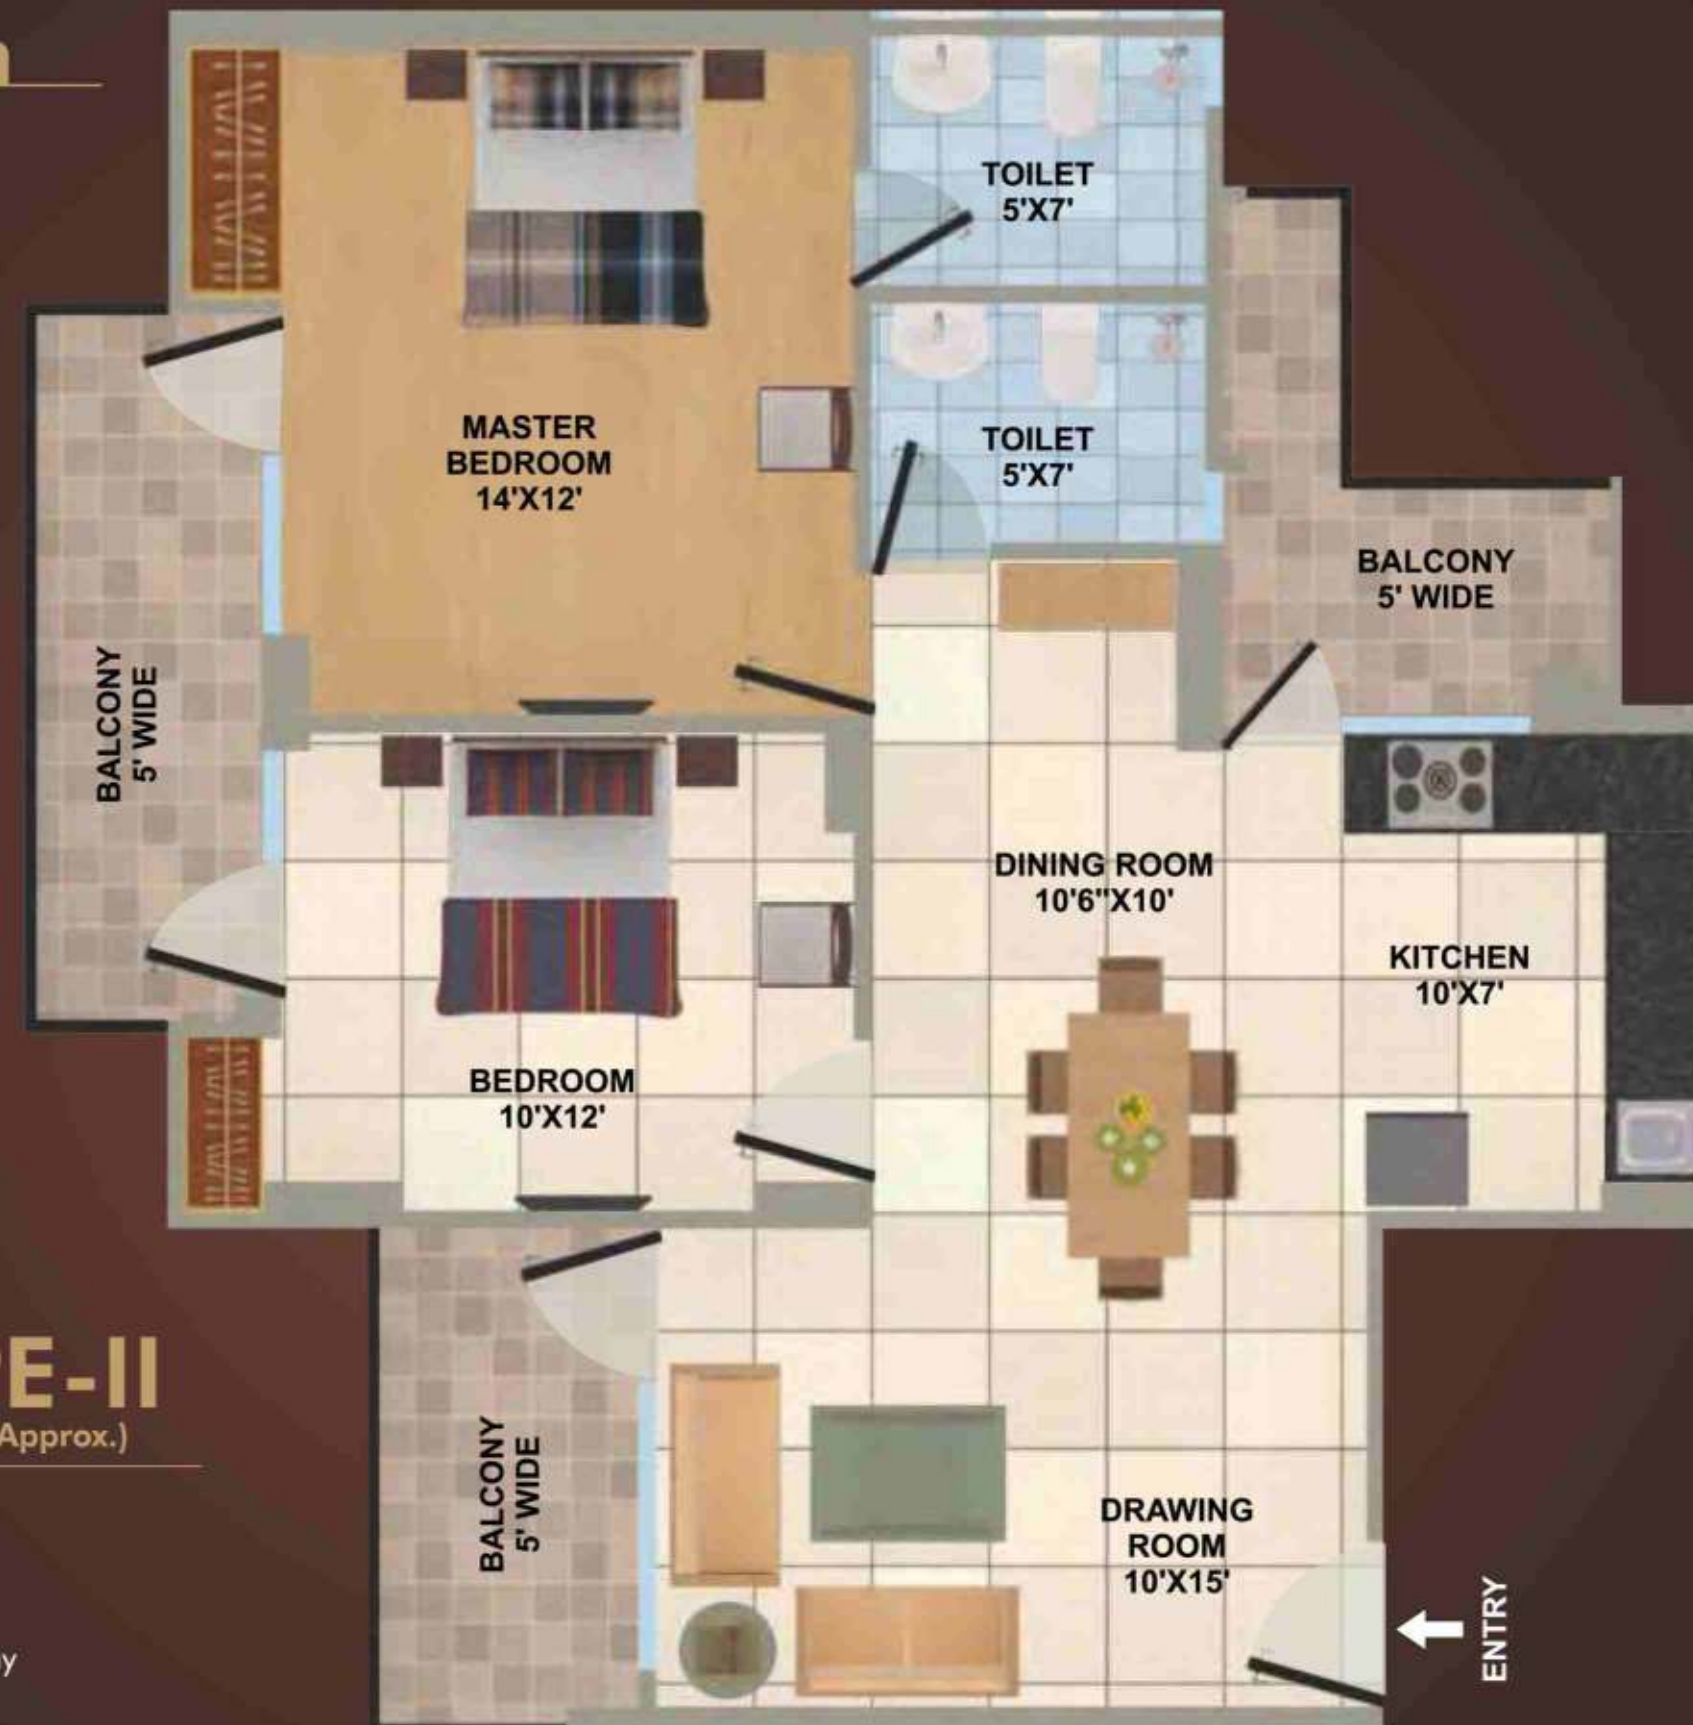 TOILET
5'X7'
MASTER
BEDROOM
14'X12'
TOILET
5'X7'
BALCONY
5' WIDE
BALCONY
5' WIDE
DINING ROOM
10'6"X10'
KITCHEN
10'X7'
BEDROOM
10'X12'
PE-II
Approx.)
BALCONY
5' WIDE
DRAWING
ROOM
10'X15'
ENTRY